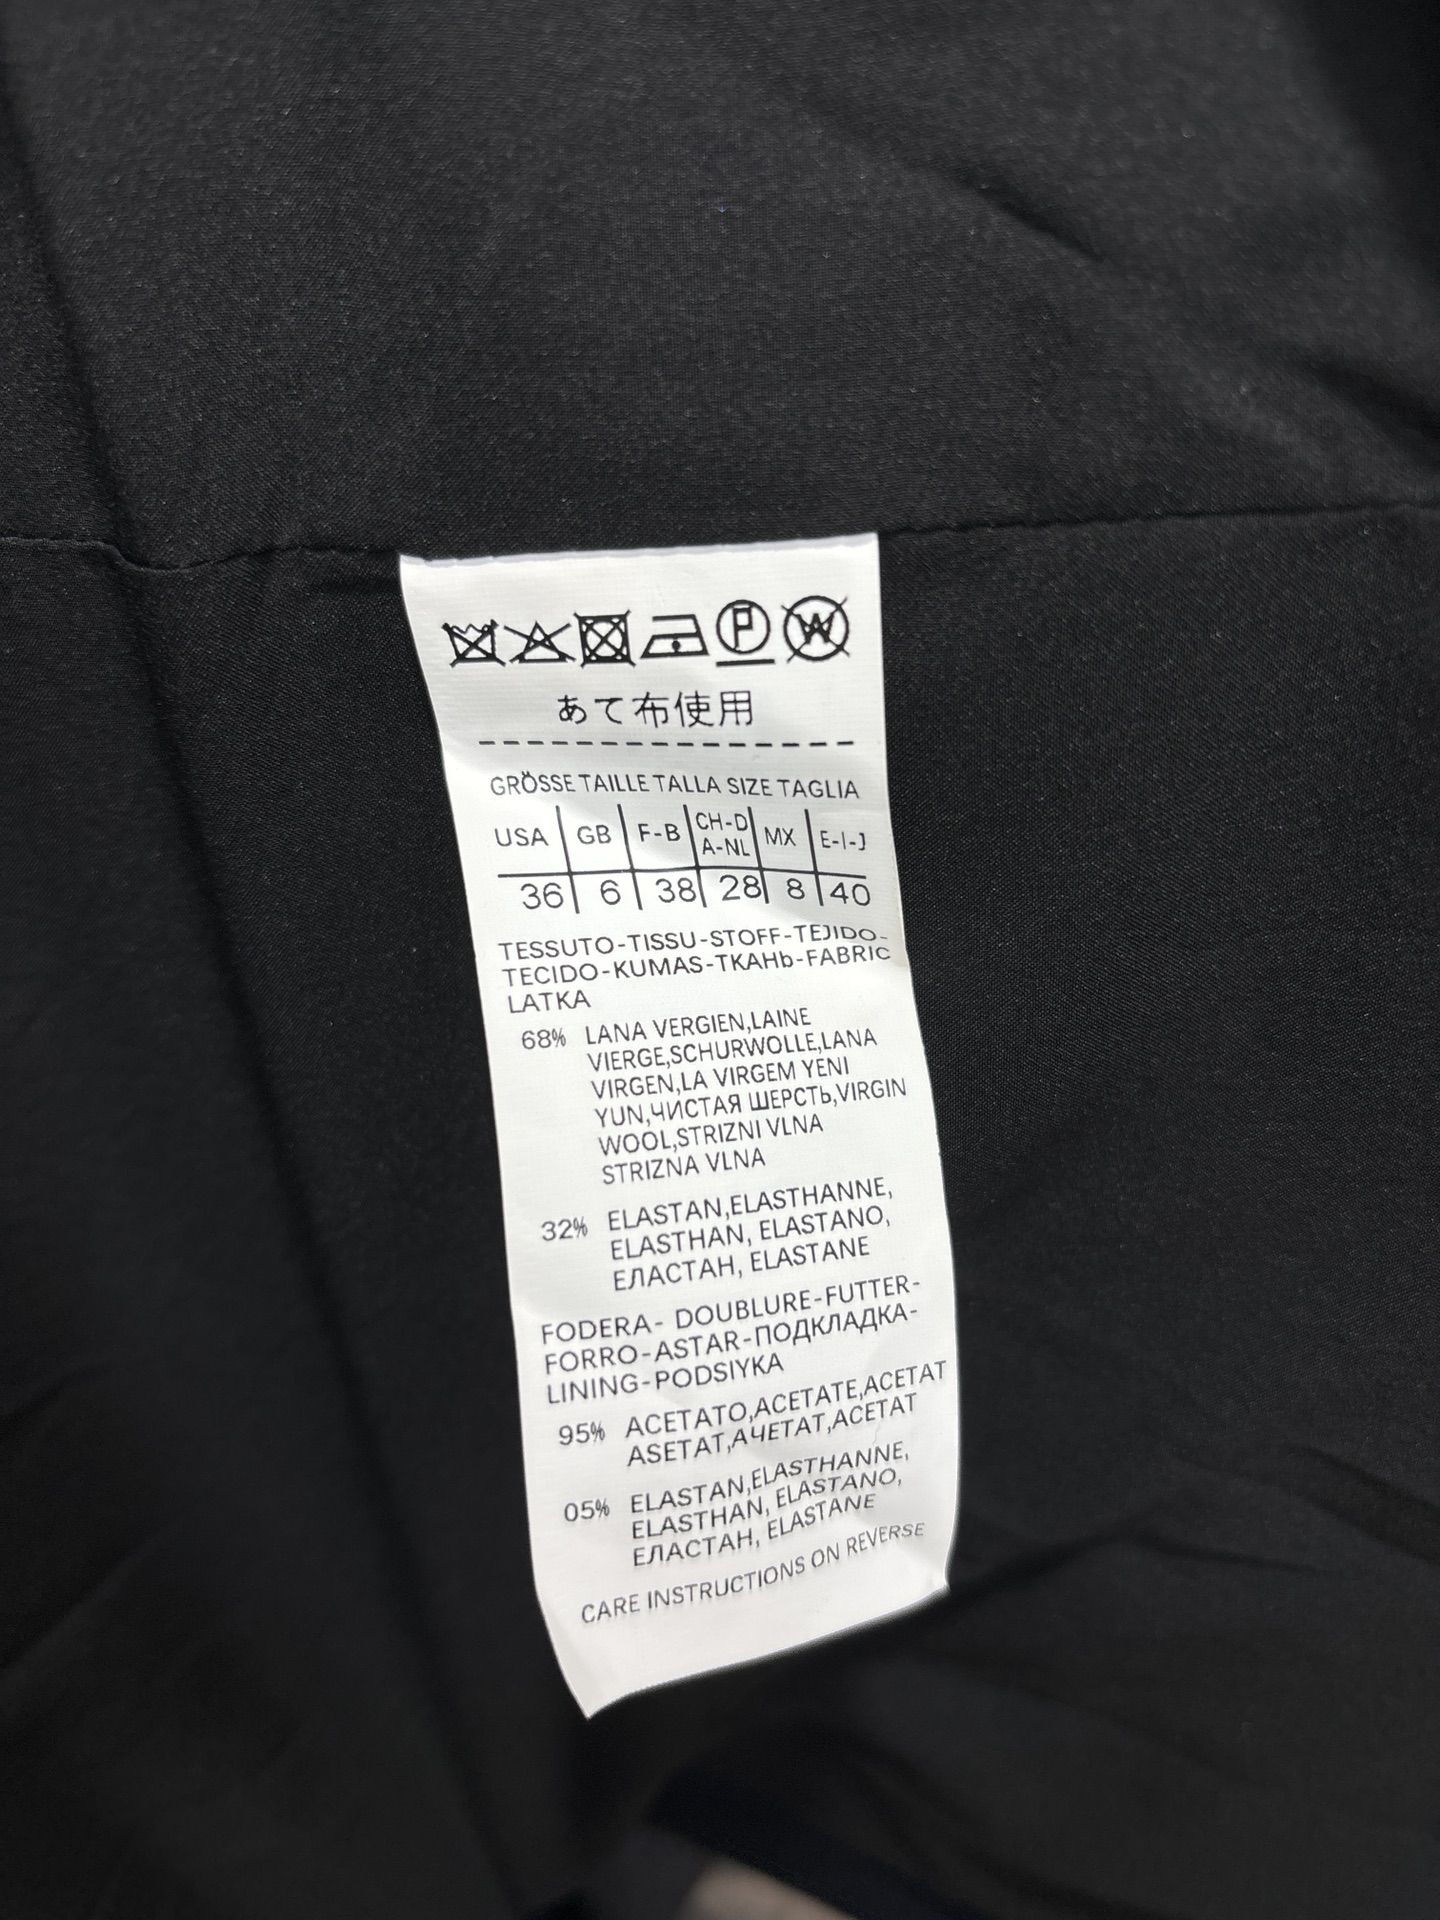 P W
あて布使用
GRÖSSE TAILLE TALLA SIZE TAGLIA
USA GB F-B CH-D A-NL MX E-I-J
36 6 38 28 8 40
TESSUTO-TISSU-STOFF-TEJIDO-
TECIDO-KUMAS-TKAHb-FABRIC
LATKA
68% LANA VERGIEN,LAINE
VIERGE,SCHURWOLLE,LANA
VIRGEN,LA VIRGEM YENI
YUN,ЧИСТАЯ ШЕРСТЬ,VIRGIN
WOOL,STRIZNI VLNA
STRIZNA VLNA
32% ELASTAN,ELASTHANNE,
ELASTHAN, ELASTANO,
ЕЛАСТАН, ELASTANE
FODERA- DOUBLURE-FUTTER-
FORRO-ASTAR-ПОДКЛАДКА-
LINING-PODSIYKA
95% ACETATO,ACETATE,ACETAT
ASETAT,АЧЕТАТ,ACETAT
05% ELASTAN,ELASTHANNE,
ELASTHAN, ELASTANO,
ЕЛАСТАН, ELASTANE
CARE INSTRUCTIONS ON REVERSE